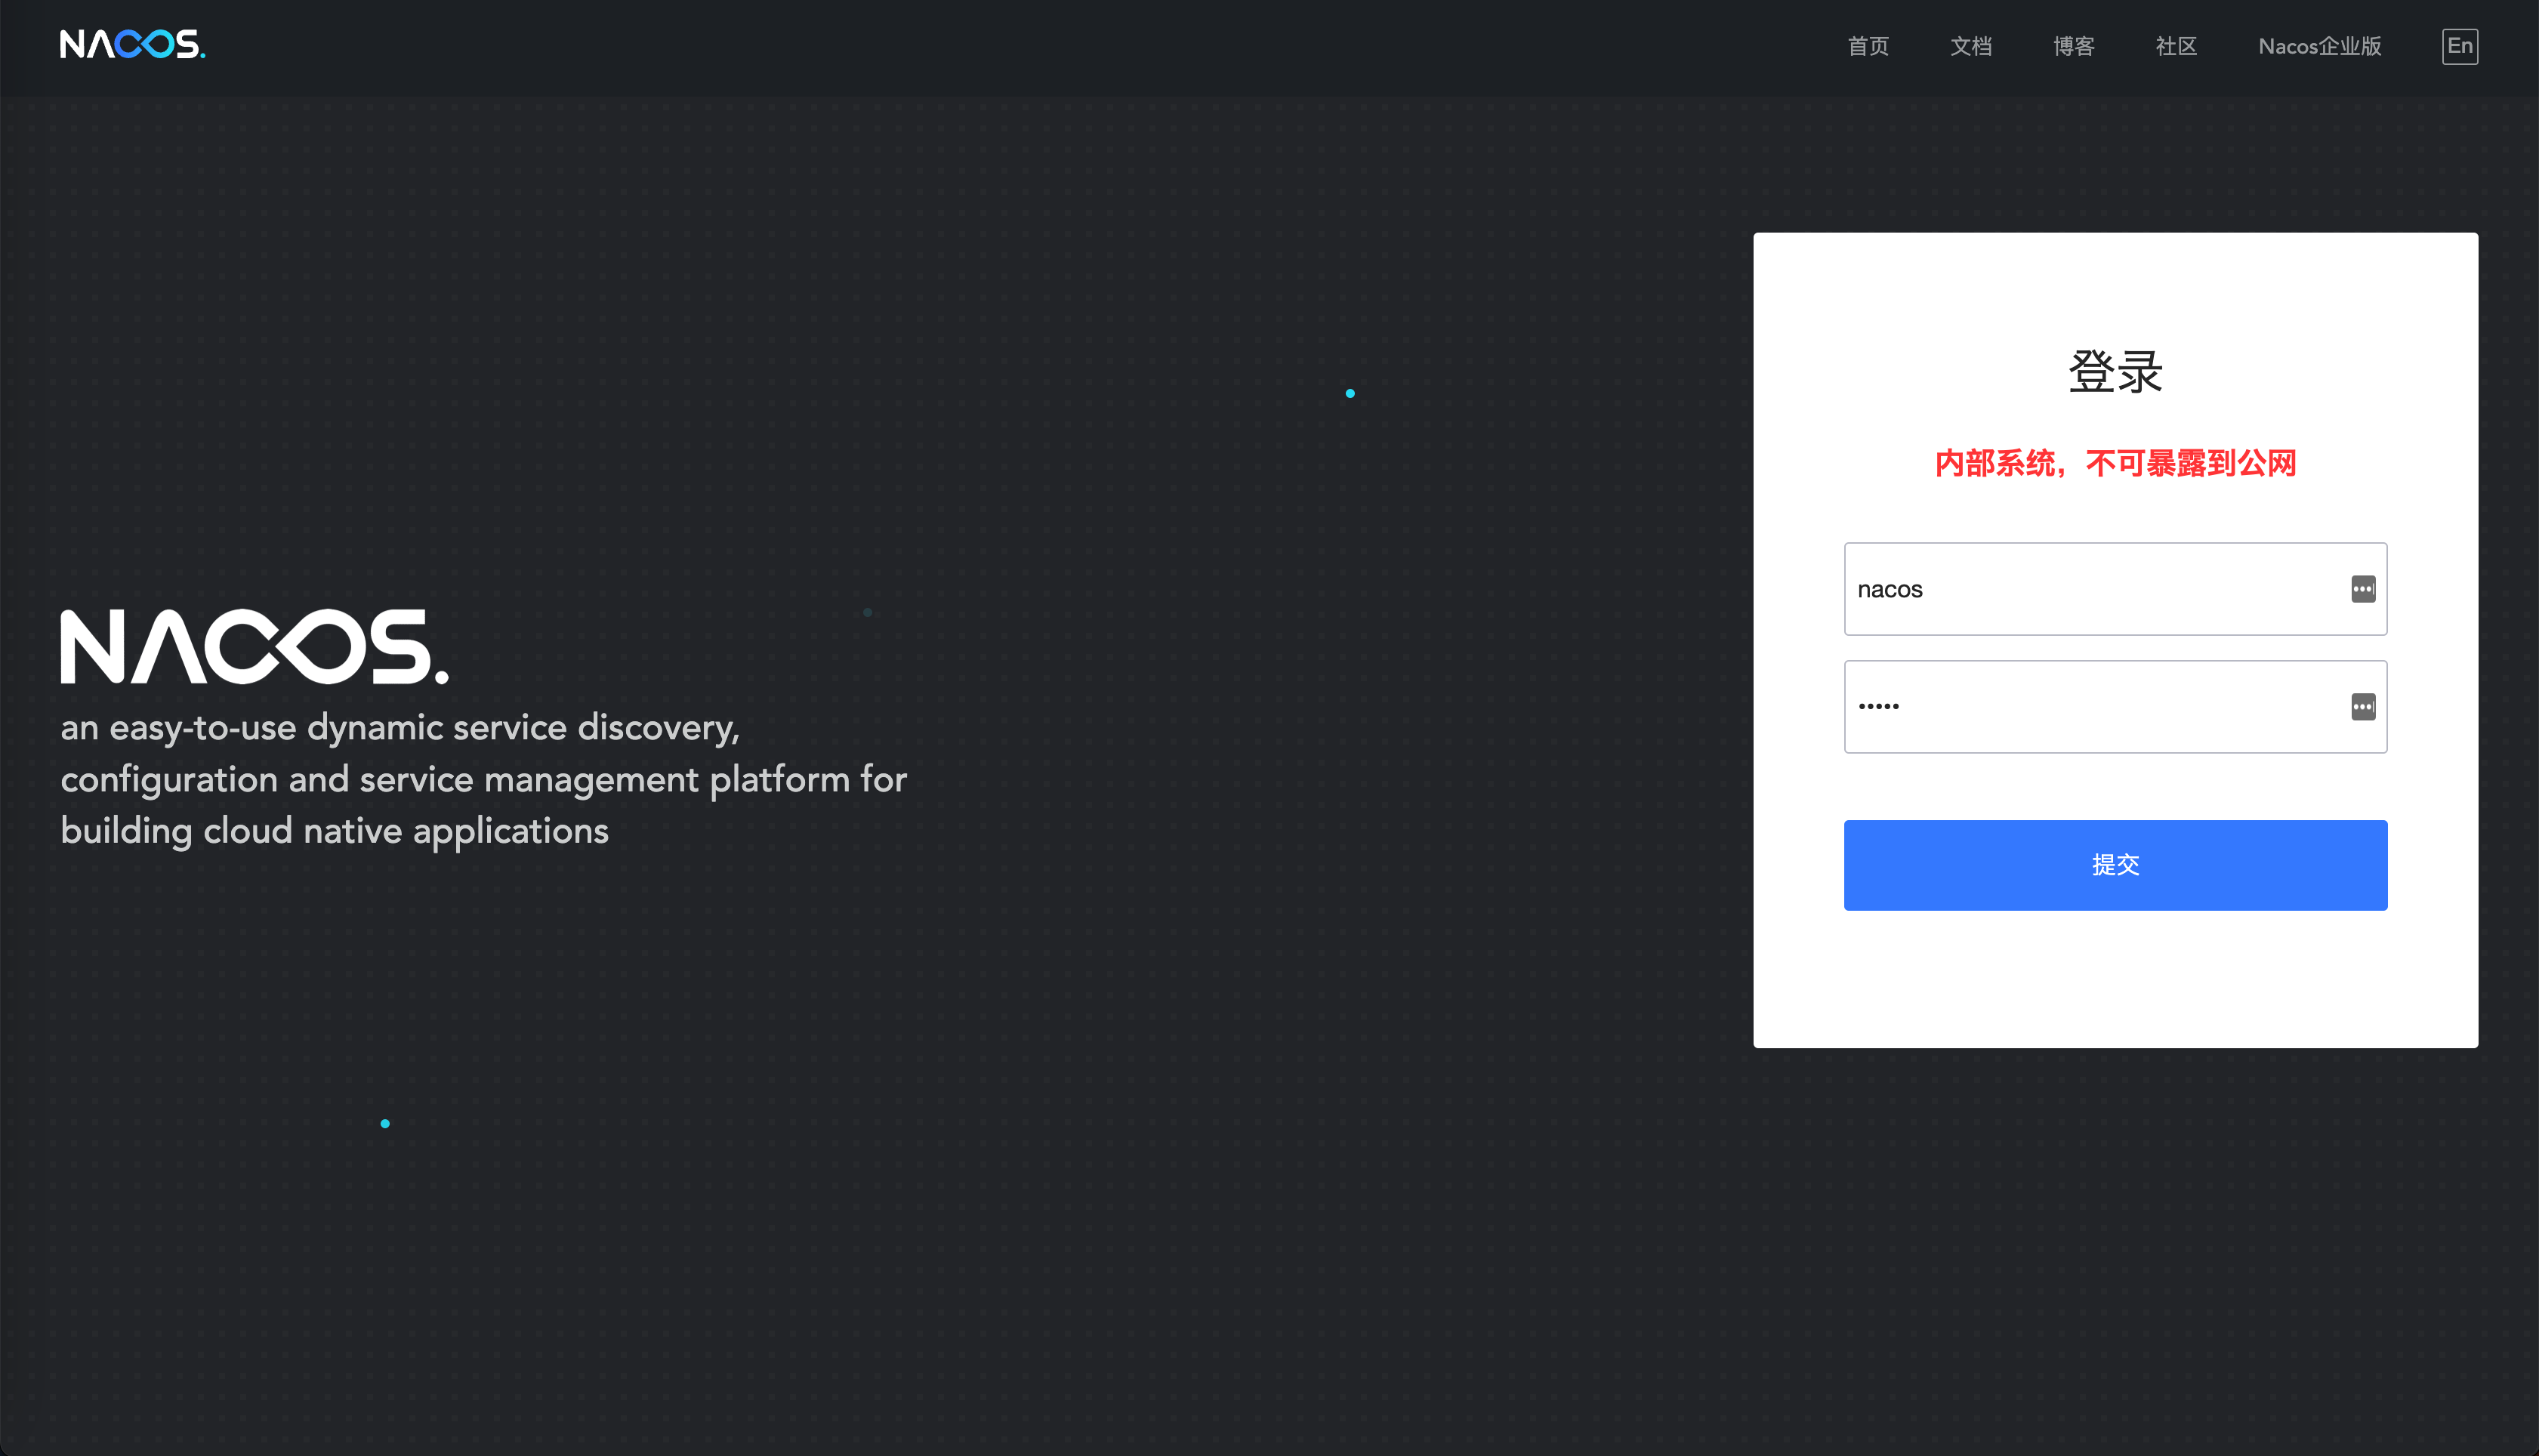 NACOS.
首页
文档
博客
社区
Nacos企业版
En
登录
内部系统，不可暴露到公网
nacos
•••••
提交
NACOS.
an easy-to-use dynamic service discovery,
configuration and service management platform for
building cloud native applications